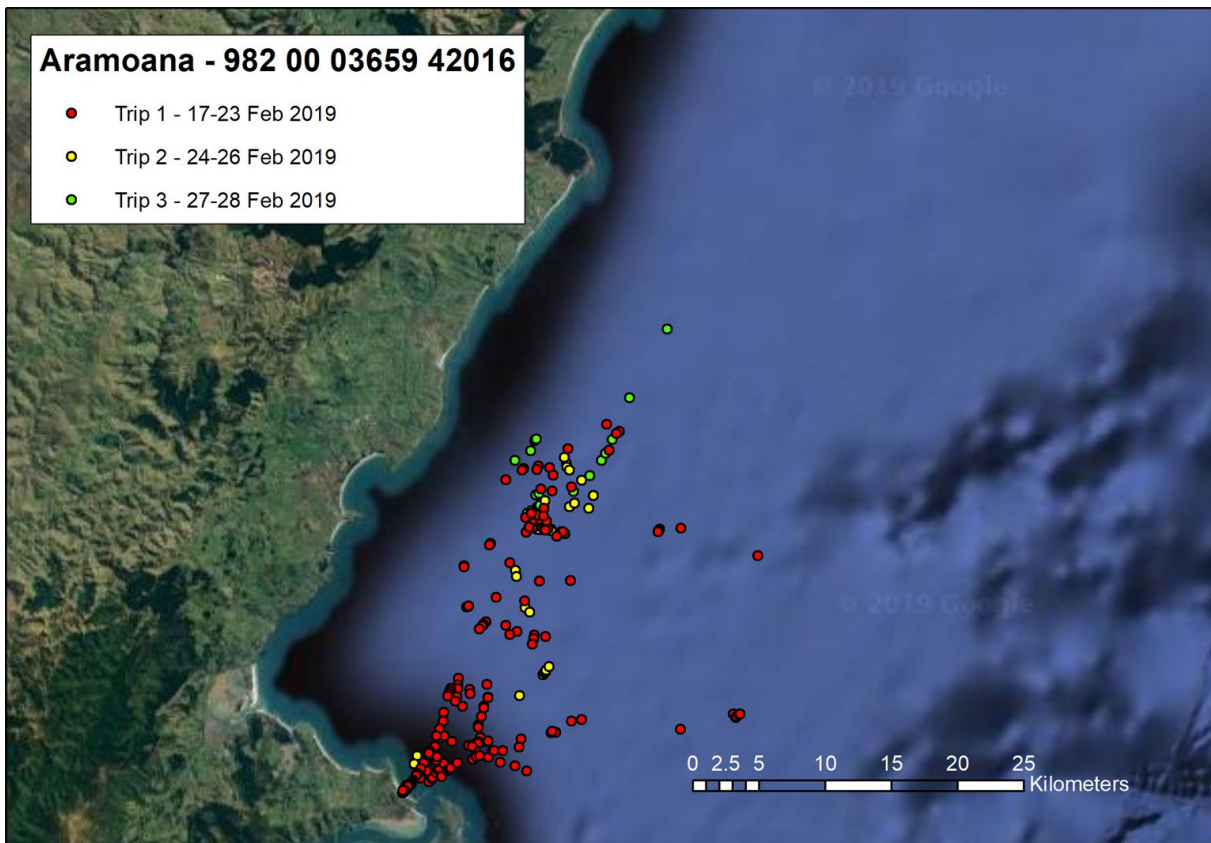 © 2019 Google
Aramoana - 982 00 03659 42016
Trip 1 - 17-23 Feb 2019
Trip 2 - 24-26 Feb 2019
Trip 3 - 27-28 Feb 2019
© 2019 Google
0 2.5 5 10 15 20 25
Kilometers